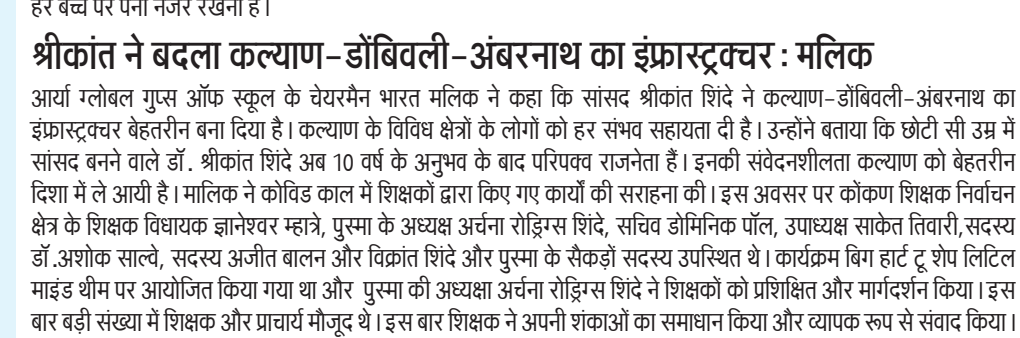 हर बच्चे पर पैनी नजर रखना है।
श्रीकांत ने बदला कल्याण-डोंबिवली-अंबरनाथ का इंफ्रास्ट्रक्चर : मलिक
आर्या ग्लोबल गुप्स ऑफ स्कूल के चेयरमैन भारत मलिक ने कहा कि सांसद श्रीकांत शिंदे ने कल्याण-डोंबिवली-अंबरनाथ का
इंफ्रास्ट्रक्चर बेहतरीन बना दिया है। कल्याण के विविध क्षेत्रों के लोगों को हर संभव सहायता दी है। उन्होंने बताया कि छोटी सी उम्र में
सांसद बनने वाले डॉ. श्रीकांत शिंदे अब 10 वर्ष के अनुभव के बाद परिपक्व राजनेता हैं। इनकी संवेदनशीलता कल्याण को बेहतरीन
दिशा में ले आयी है। मालिक ने कोविड काल में शिक्षकों द्वारा किए गए कार्यों की सराहना की। इस अवसर पर कोंकण शिक्षक निर्वाचन
क्षेत्र के शिक्षक विधायक ज्ञानेश्वर म्हात्रे, पुस्मा के अध्यक्ष अर्चना रोड्रिग्स शिंदे, सचिव डोमिनिक पॉल, उपाध्यक्ष साकेत तिवारी,सदस्य
डॉ.अशोक साल्वे, सदस्य अजीत बालन और विक्रांत शिंदे और पुस्मा के सैकड़ों सदस्य उपस्थित थे। कार्यक्रम बिग हार्ट टू शेप लिटिल
माइंड थीम पर आयोजित किया गया था और पुस्मा की अध्यक्षा अर्चना रोड्रिग्स शिंदे ने शिक्षकों को प्रशिक्षित और मार्गदर्शन किया। इस
बार बड़ी संख्या में शिक्षक और प्राचार्य मौजूद थे। इस बार शिक्षक ने अपनी शंकाओं का समाधान किया और व्यापक रूप से संवाद किया।